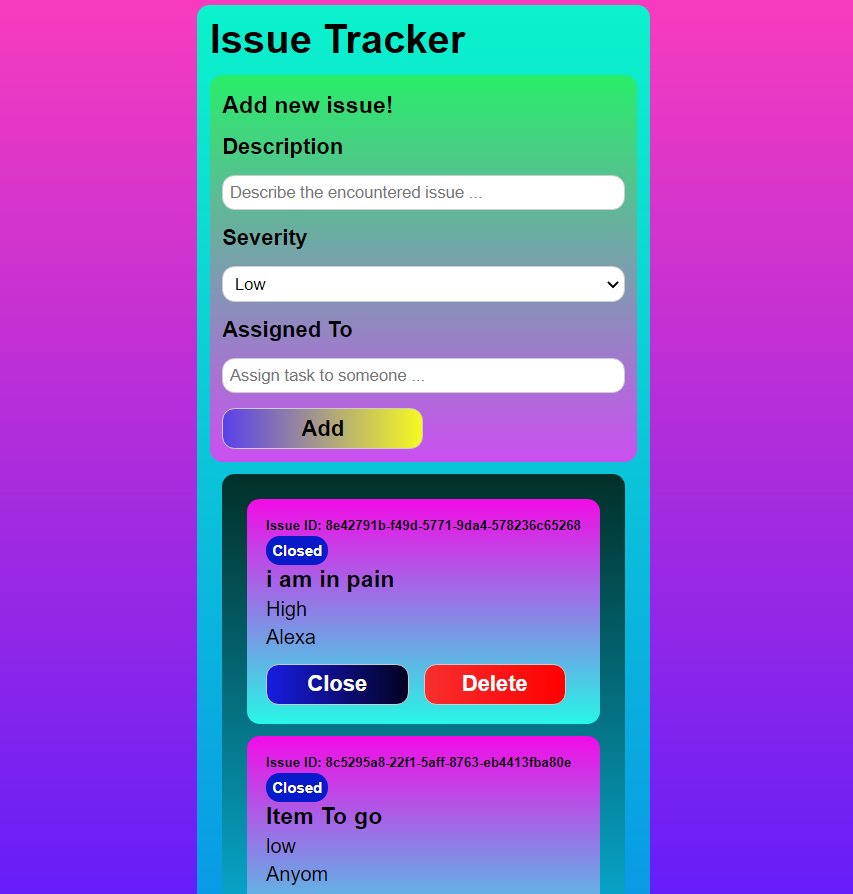 Issue Tracker
Add new issue!
Description
Describe the encountered issue ...
Severity
Low
Assigned To
Assign task to someone ...
Add
Issue ID: 8e42791b-f49d-5771-9da4-578236c65268
Closed
i am in pain
High
Alexa
Close Delete
Issue ID: 8c5295a8-22f1-5aff-8763-eb4413fba80e
Closed
Item To go
low
Anyom